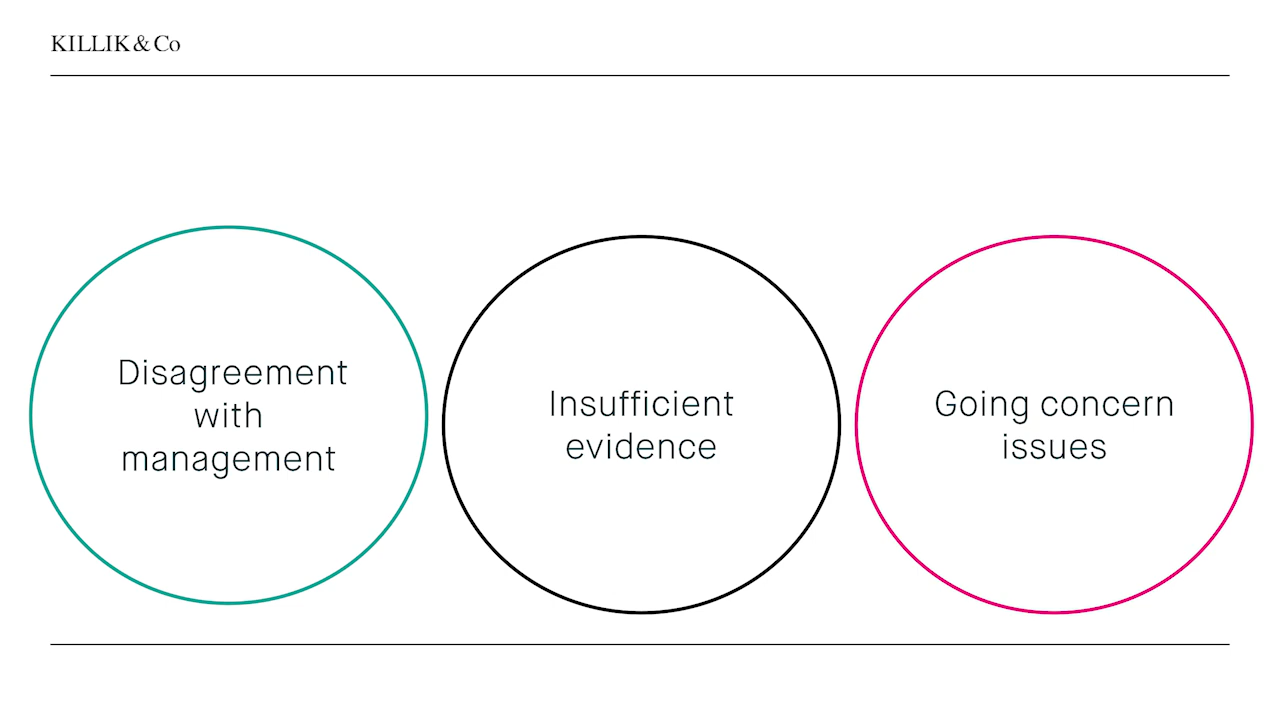 KILLIK & Co
Disagreement
with
management
Insufficient
evidence
Going concern
issues